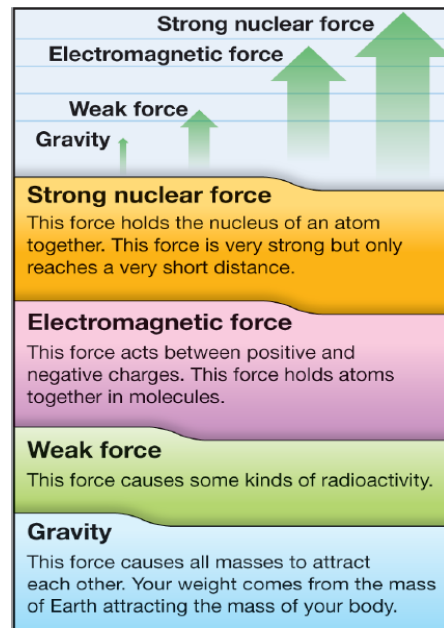 Strong nuclear force
Electromagnetic force
Weak force
Gravity
Strong nuclear force
This force holds the nucleus of an atom
together. This force is very strong but only
reaches a very short distance.
Electromagnetic force
This force acts between positive and
negative charges. This force holds atoms
together in molecules.
Weak force
This force causes some kinds of radioactivity.
Gravity
This force causes all masses to attract
each other. Your weight comes from the mass
of Earth attracting the mass of your body.